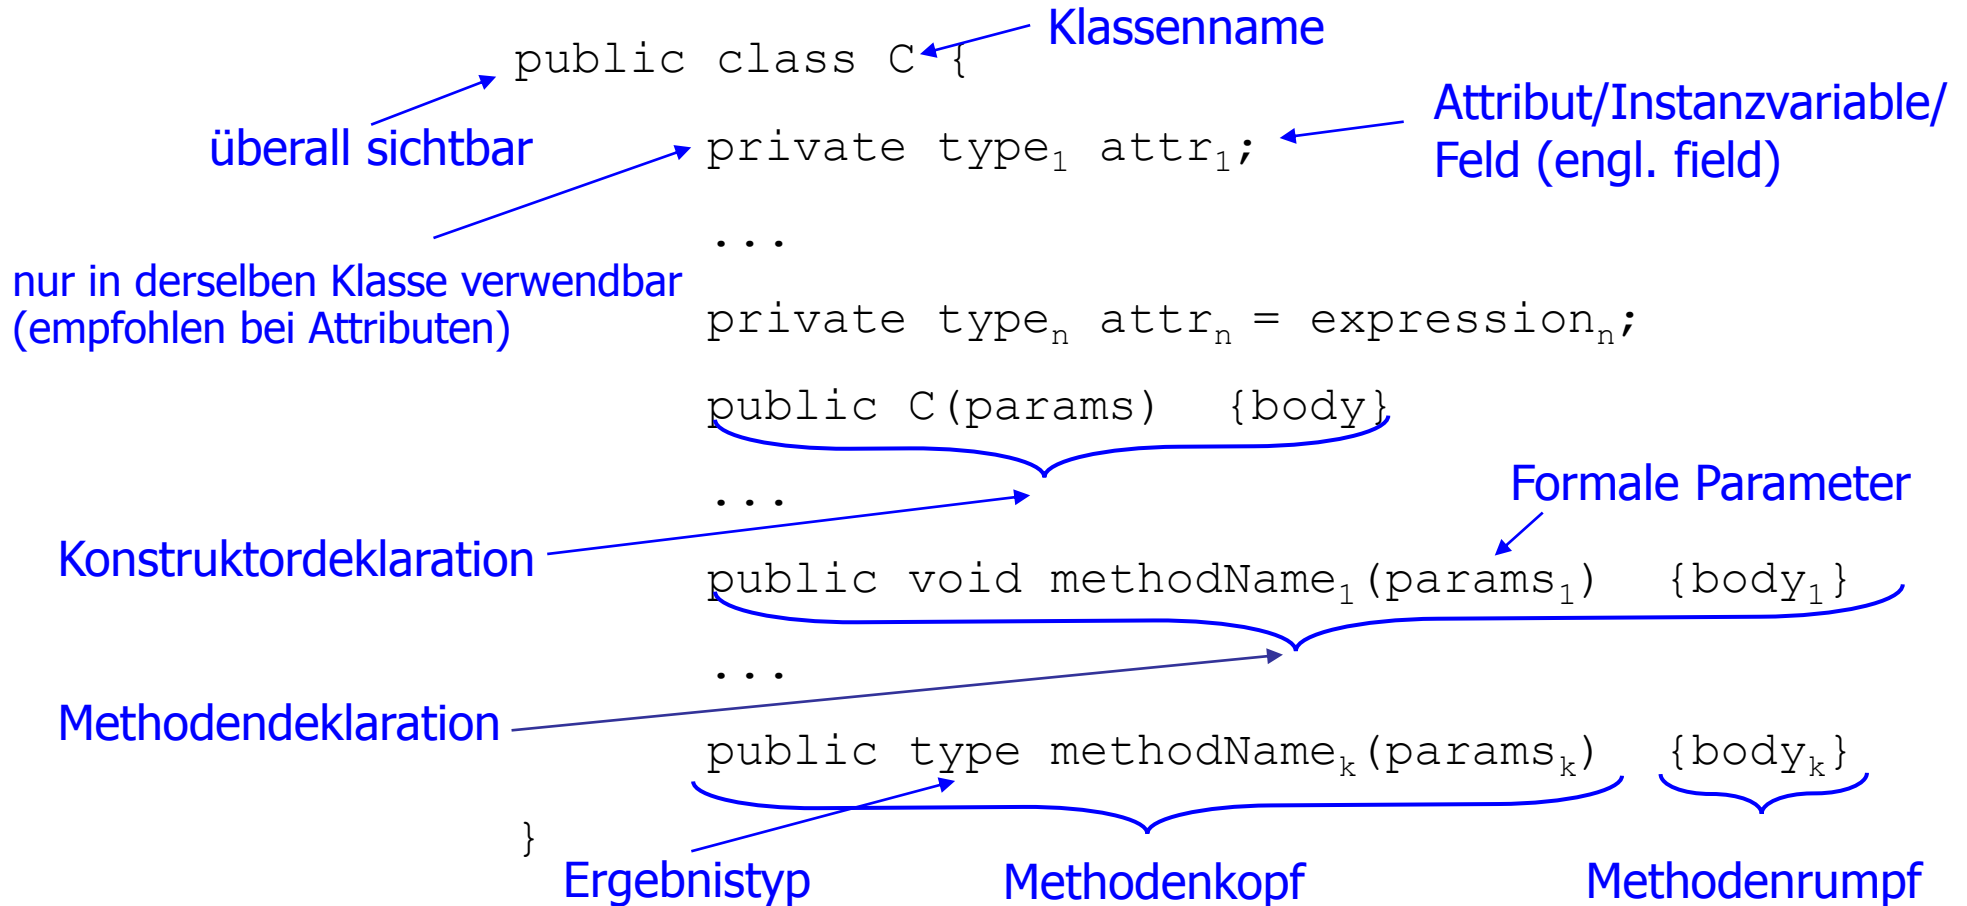 Klassenname
public class C {
Attribut/Instanzvariable/
Feld (engl. field)
überall sichtbar
private type₁ attr₁;
...
nur in derselben Klasse verwendbar
(empfohlen bei Attributen)
private typeₙ attrₙ = expressionₙ;
public C(params) {body}
...
Formale Parameter
Konstruktordeklaration
public void methodName₁(params₁) {body₁}
...
Methodendeklaration
public type methodNameₖ(paramsₖ) {bodyₖ}
}
Ergebnistyp
Methodenkopf
Methodenrumpf